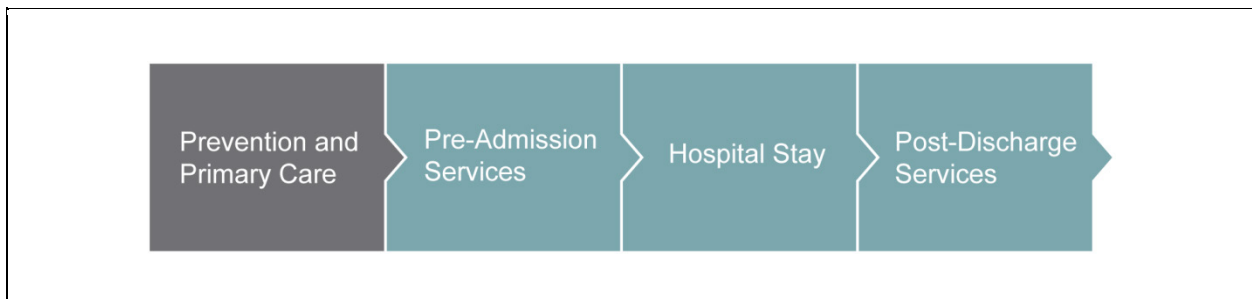 Prevention and
Primary Care
Pre-Admission
Services
Hospital Stay
Post-Discharge
Services